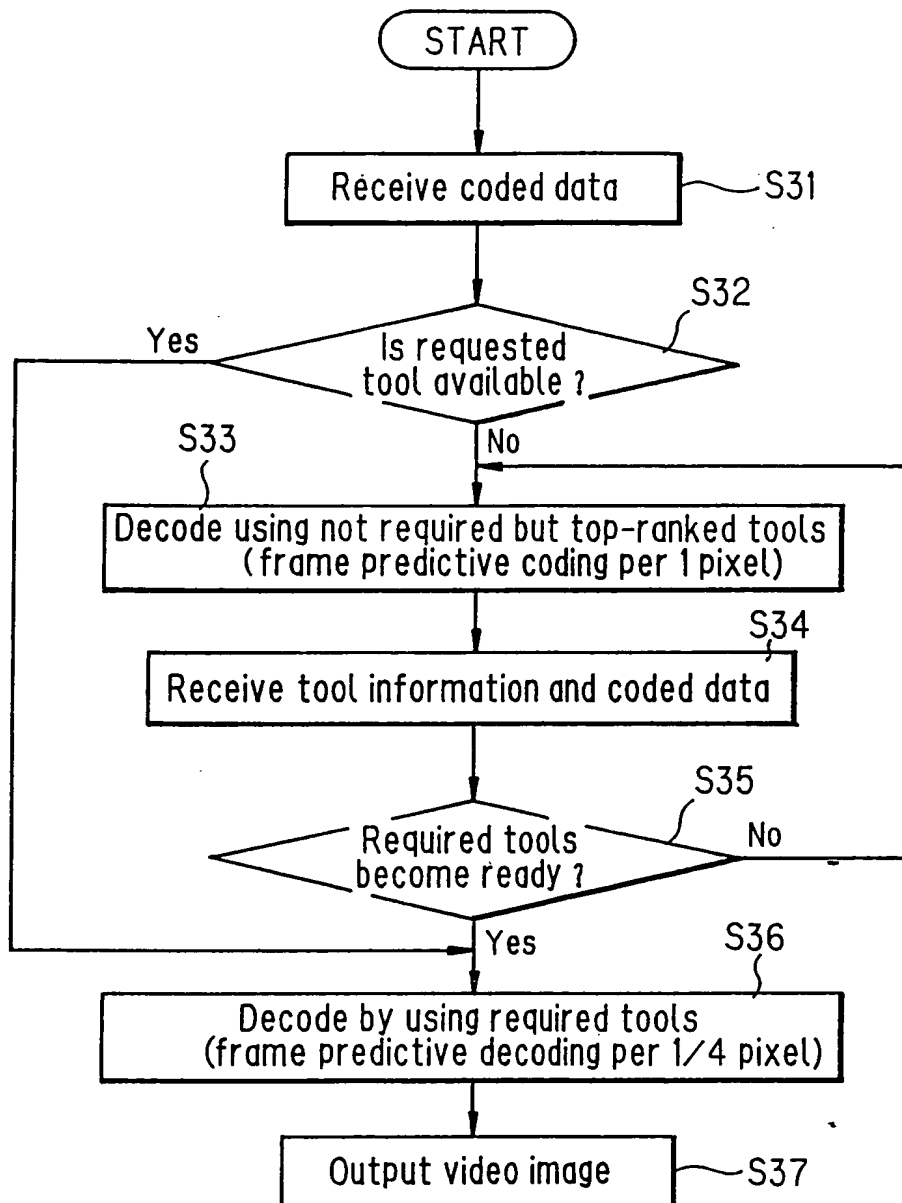 START
Receive coded data
S31
S32
Yes
Is requested
tool available ?
No
S33
Decode using not required but top-ranked tools
(frame predictive coding per 1 pixel)
S34
Receive tool information and coded data
S35
Required tools
become ready ?
No
Yes
S36
Decode by using required tools
(frame predictive decoding per 1/4 pixel)
Output video image
S37